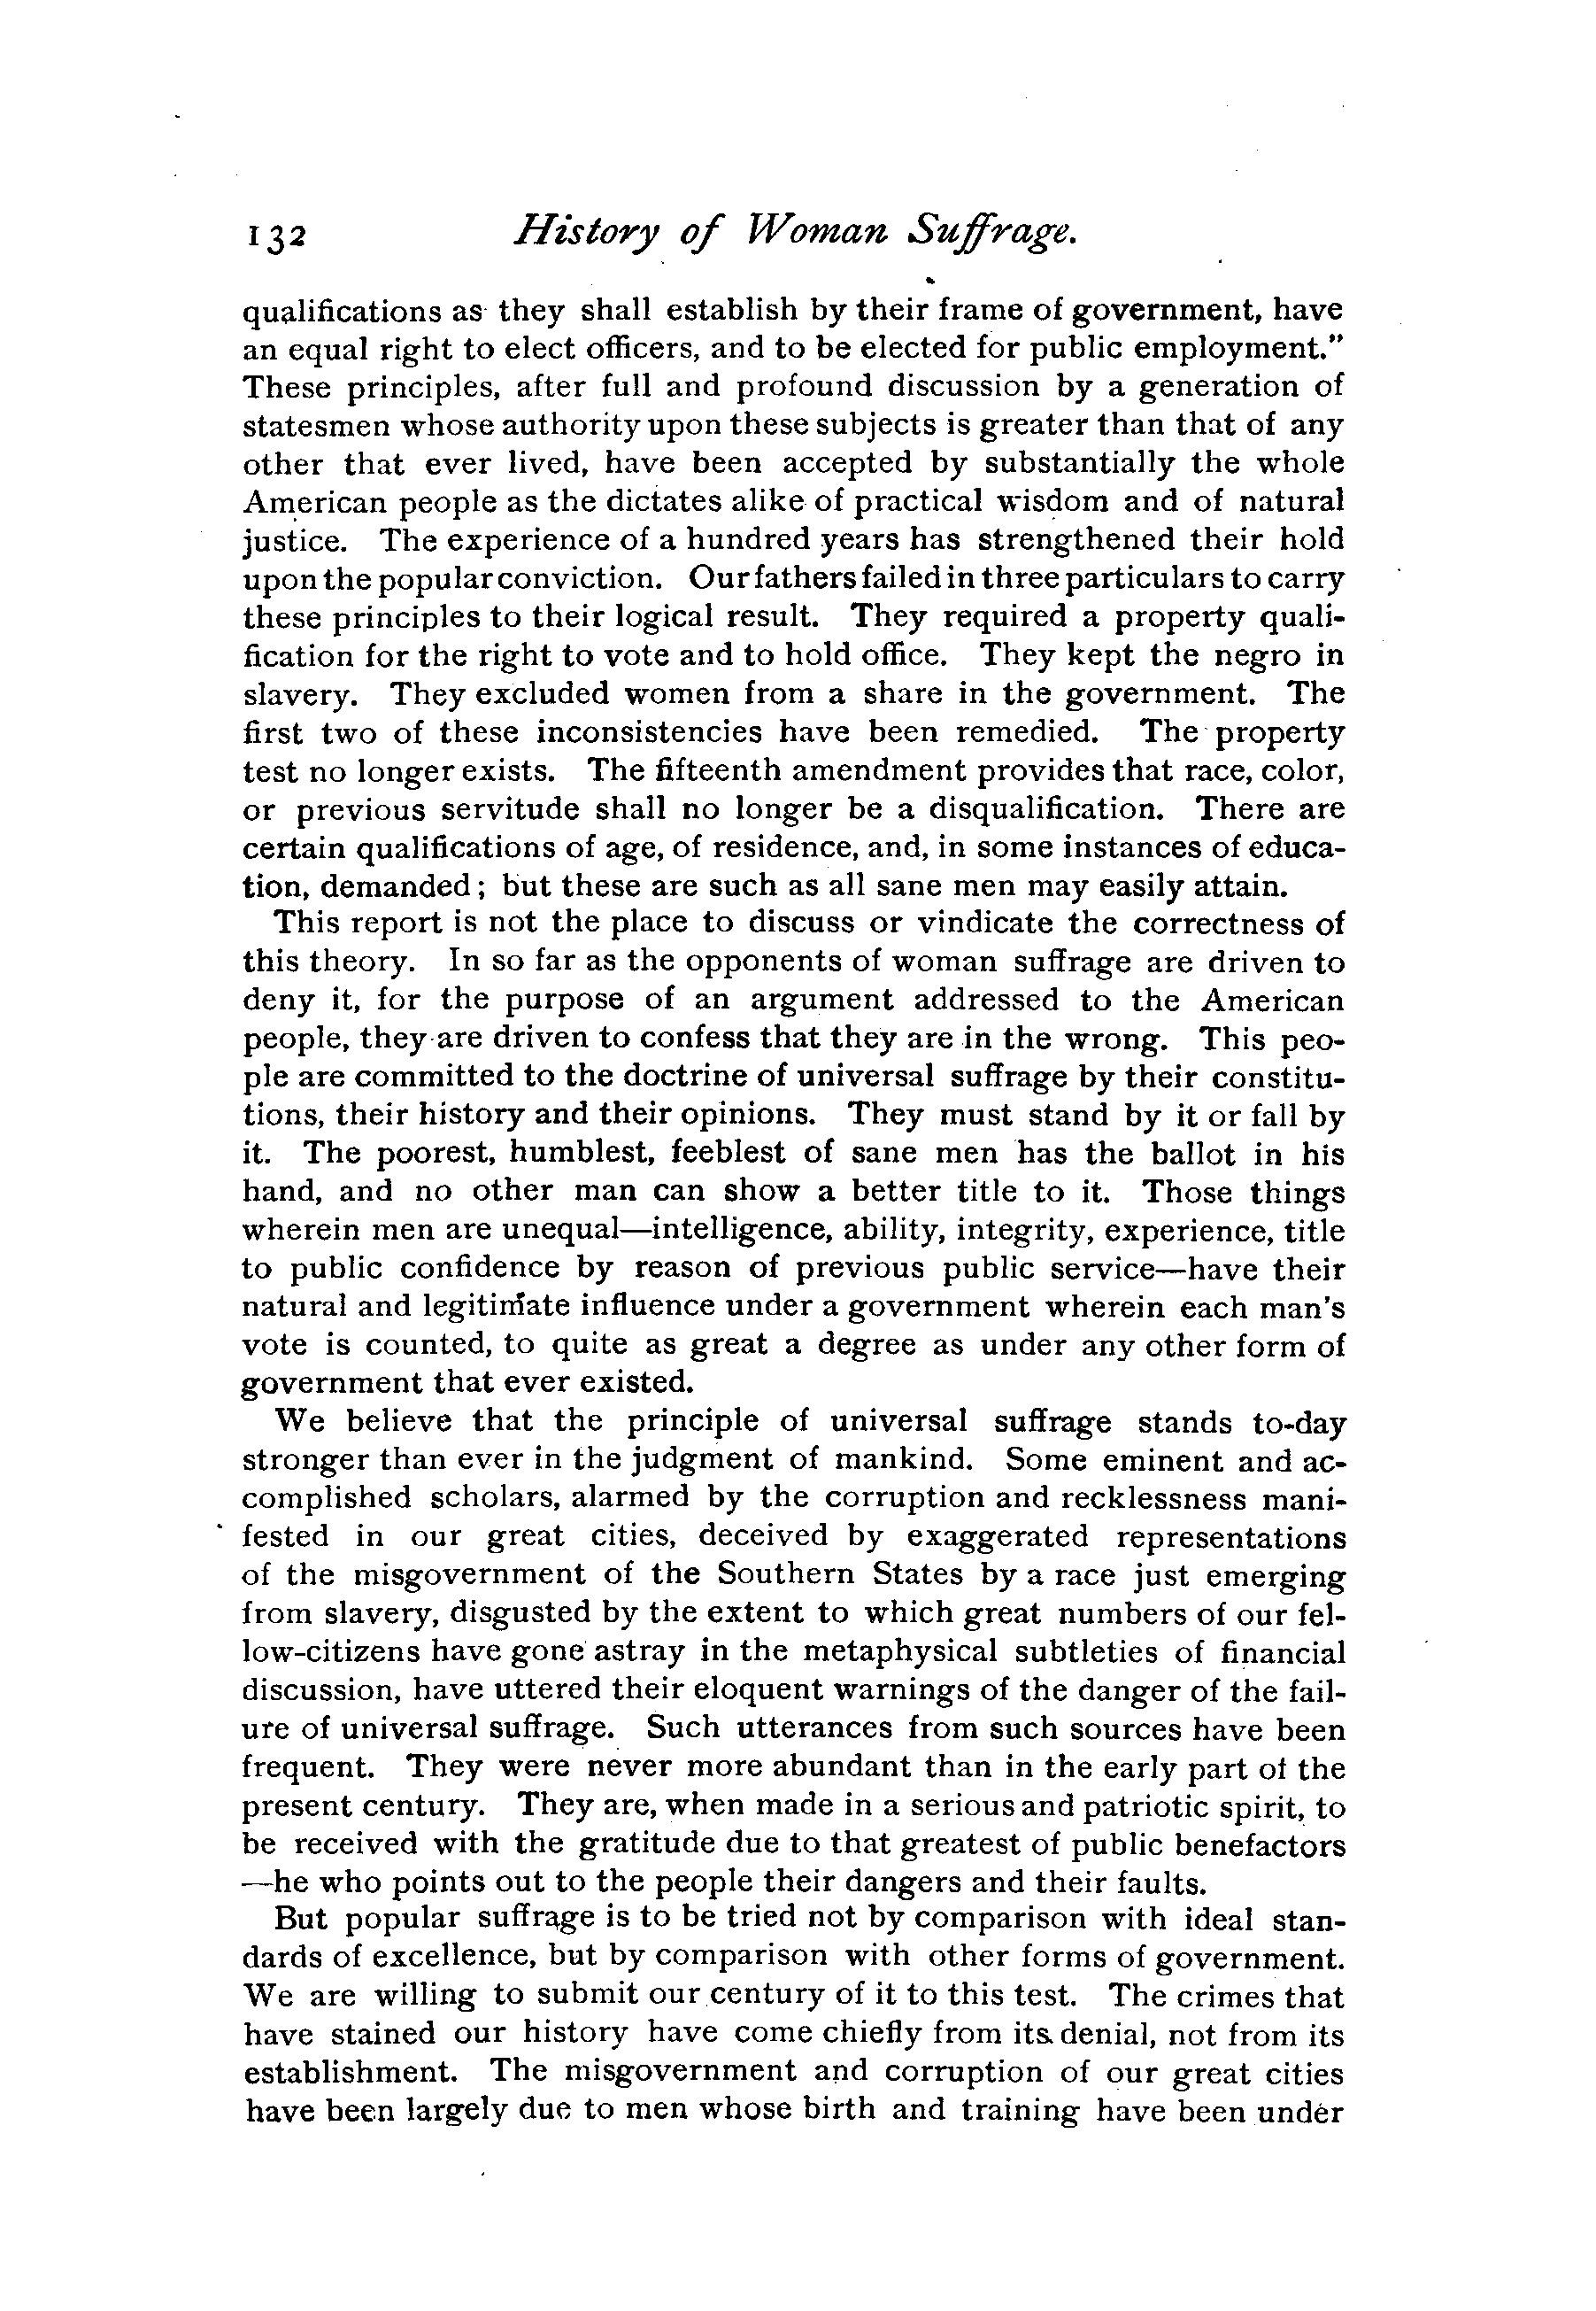 132 History of Woman Suffrage.
qualifications as they shall establish by their frame of government, have
an equal right to elect officers, and to be elected for public employment."
These principles, after full and profound discussion by a generation of
statesmen whose authority upon these subjects is greater than that of any
other that ever lived, have been accepted by substantially the whole
American people as the dictates alike of practical wisdom and of natural
justice. The experience of a hundred years has strengthened their hold
upon the popular conviction. Our fathers failed in three particulars to carry
these principles to their logical result. They required a property quali-
fication for the right to vote and to hold office. They kept the negro in
slavery. They excluded women from a share in the government. The
first two of these inconsistencies have been remedied. The property
test no longer exists. The fifteenth amendment provides that race, color,
or previous servitude shall no longer be a disqualification. There are
certain qualifications of age, of residence, and, in some instances of educa-
tion, demanded; but these are such as all sane men may easily attain.
This report is not the place to discuss or vindicate the correctness of
this theory. In so far as the opponents of woman suffrage are driven to
deny it, for the purpose of an argument addressed to the American
people, they are driven to confess that they are in the wrong. This peo-
ple are committed to the doctrine of universal suffrage by their constitu-
tions, their history and their opinions. They must stand by it or fall by
it. The poorest, humblest, feeblest of sane men has the ballot in his
hand, and no other man can show a better title to it. Those things
wherein men are unequal—intelligence, ability, integrity, experience, title
to public confidence by reason of previous public service—have their
natural and legitimate influence under a government wherein each man's
vote is counted, to quite as great a degree as under any other form of
government that ever existed.
We believe that the principle of universal suffrage stands to-day
stronger than ever in the judgment of mankind. Some eminent and ac-
complished scholars, alarmed by the corruption and recklessness mani-
fested in our great cities, deceived by exaggerated representations
of the misgovernment of the Southern States by a race just emerging
from slavery, disgusted by the extent to which great numbers of our fel-
low-citizens have gone astray in the metaphysical subtleties of financial
discussion, have uttered their eloquent warnings of the danger of the fail-
ure of universal suffrage. Such utterances from such sources have been
frequent. They were never more abundant than in the early part of the
present century. They are, when made in a serious and patriotic spirit, to
be received with the gratitude due to that greatest of public benefactors
—he who points out to the people their dangers and their faults.
But popular suffrage is to be tried not by comparison with ideal stan-
dards of excellence, but by comparison with other forms of government.
We are willing to submit our century of it to this test. The crimes that
have stained our history have come chiefly from its denial, not from its
establishment. The misgovernment and corruption of our great cities
have been largely due to men whose birth and training have been under